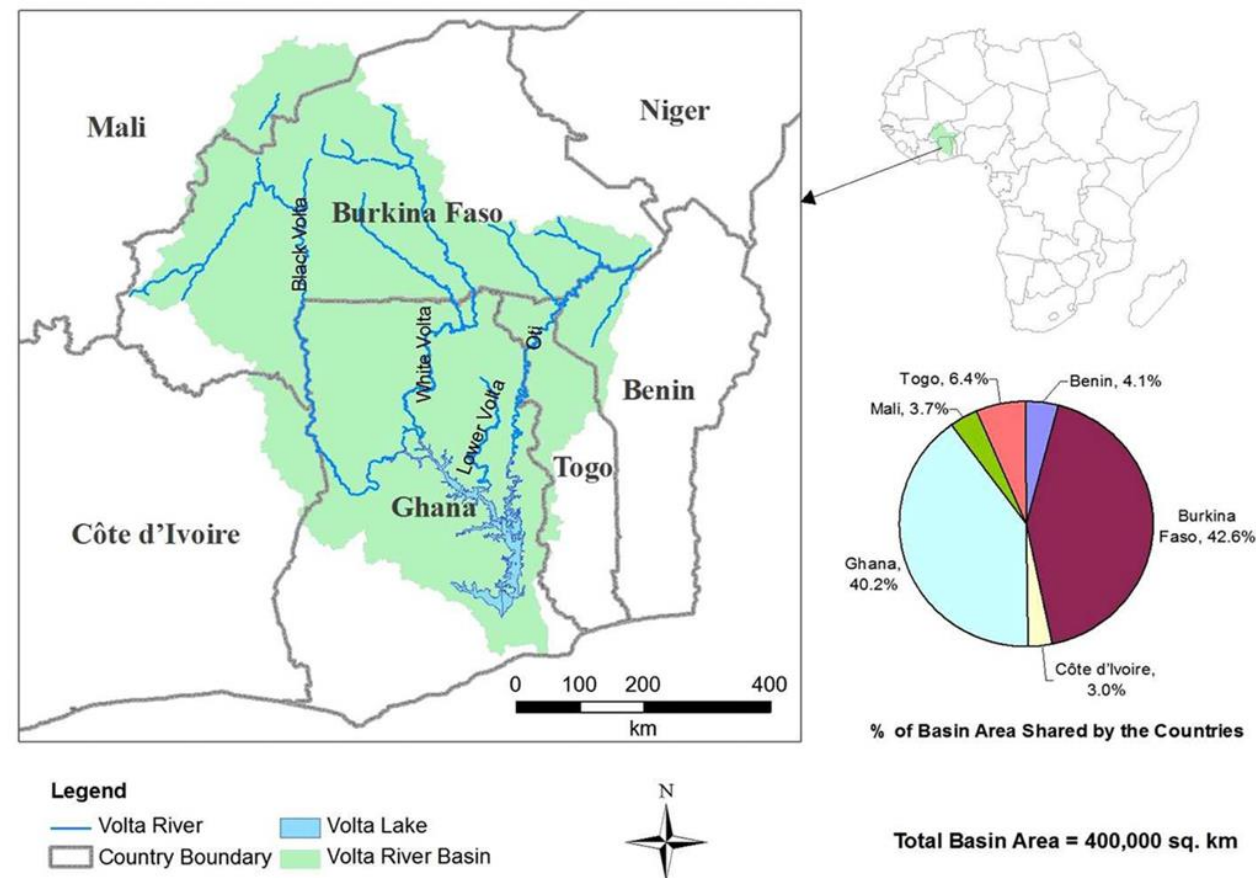 Mali
Niger
Burkina Faso
Black Volta
White Volta
Oti
Lower Volta
Benin
Togo
Ghana
Côte d’Ivoire
0 100 200 400
km
Togo, 6.4%
Benin, 4.1%
Mali, 3.7%
Burkina
Faso, 42.6%
Ghana,
40.2%
Côte d’Ivoire,
3.0%
% of Basin Area Shared by the Countries
Legend
Volta River
Volta Lake
Country Boundary
Volta River Basin
N
Total Basin Area = 400,000 sq. km